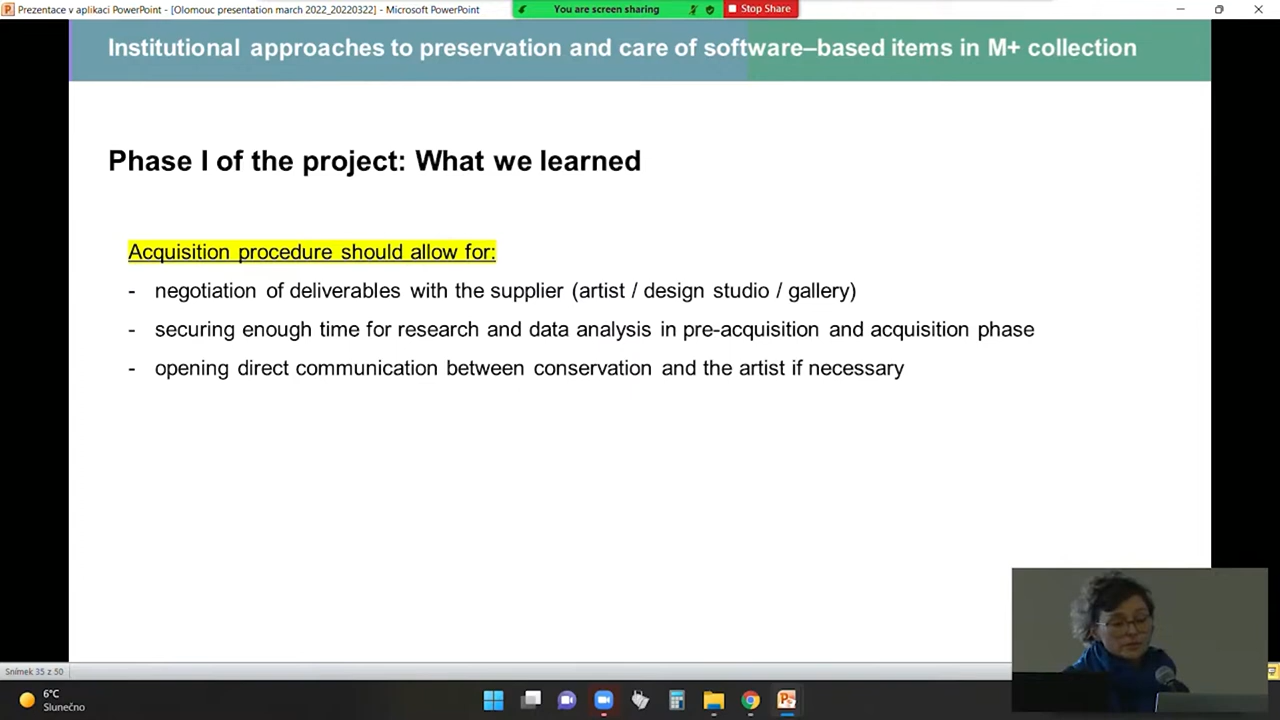 Prezentace v aplikaci PowerPoint - [Olomouc presentation march 2022_20220322] - Microsoft PowerPoint
You are screen sharing
Stop Share
Institutional approaches to preservation and care of software–based items in M+ collection
Phase I of the project: What we learned
Acquisition procedure should allow for:
- negotiation of deliverables with the supplier (artist / design studio / gallery)
- securing enough time for research and data analysis in pre-acquisition and acquisition phase
- opening direct communication between conservation and the artist if necessary
Snímek 35 z 50
6°C
Slunečno